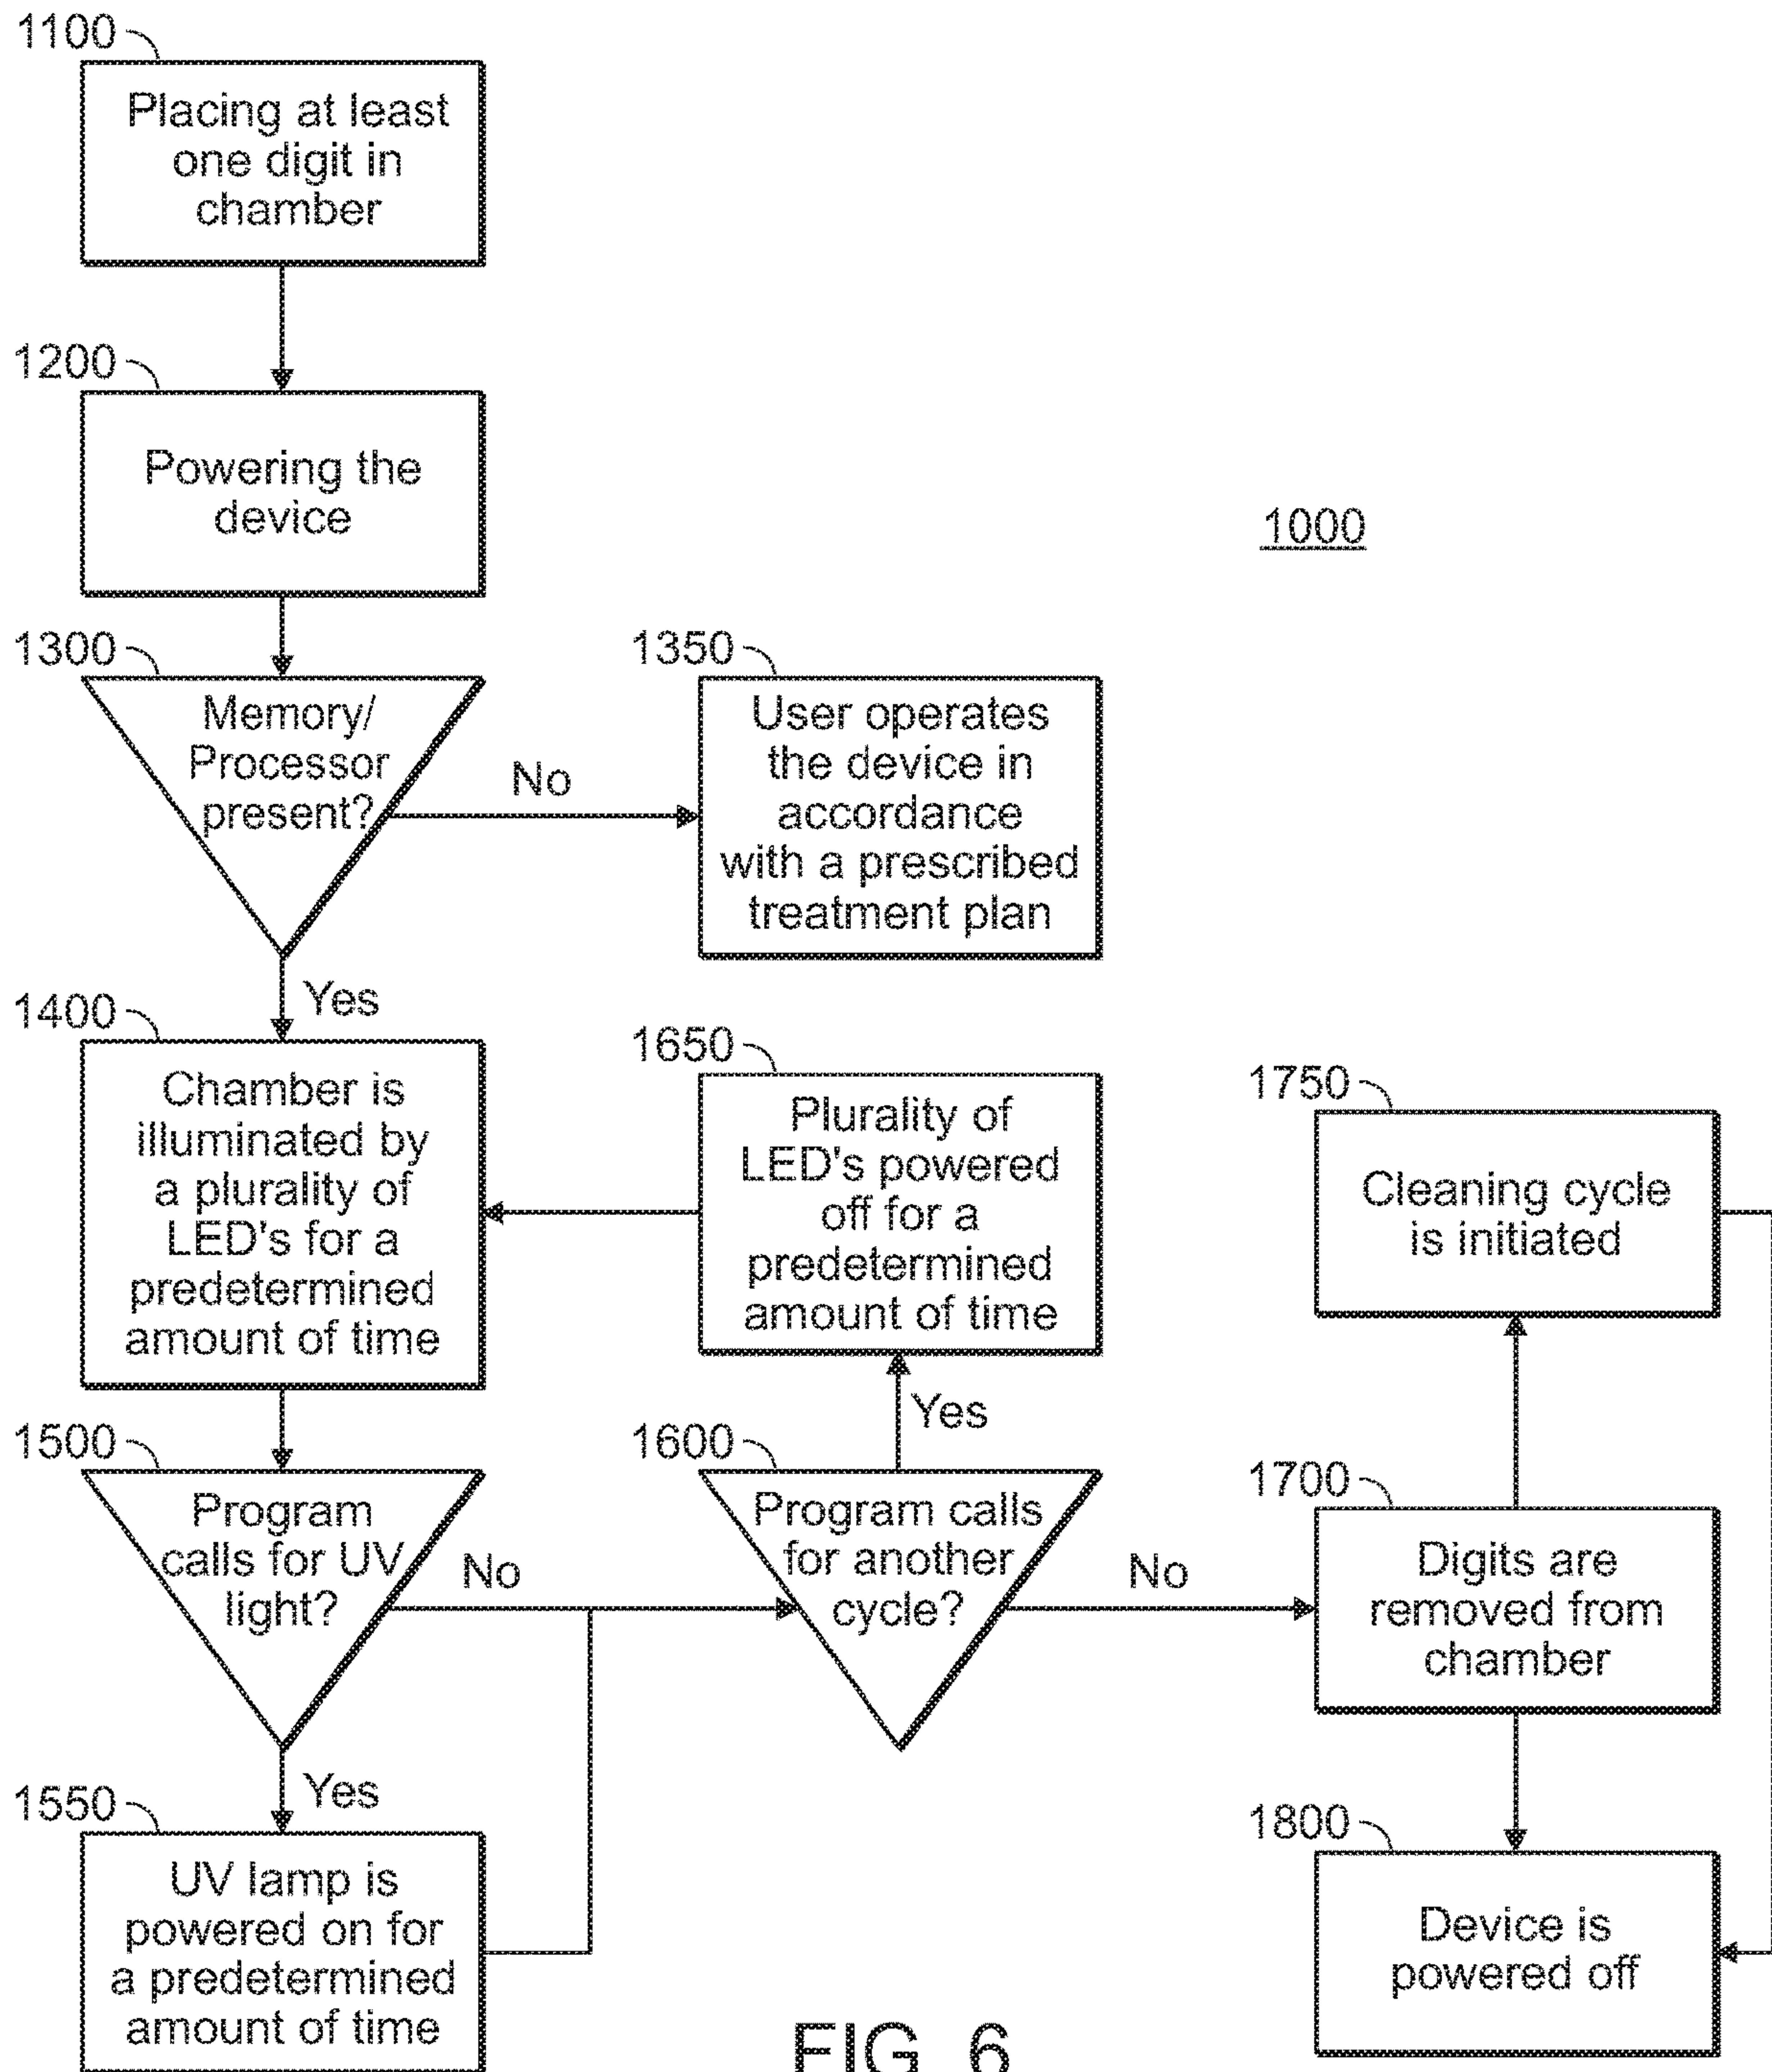 1100
Placing at least
one digit in
chamber
1200
Powering the
device
1000
1300
Memory/
Processor
present?
No
1350
User operates
the device in
accordance
with a prescribed
treatment plan
Yes
1400
Chamber is
illuminated by
a plurality of
LED's for a
predetermined
amount of time
1650
Plurality of
LED's powered
off for a
predetermined
amount of time
1750
Cleaning cycle
is initiated
Yes
1500
Program
calls for UV
light?
No
1600
Program calls
for another
cycle?
No
1700
Digits are
removed from
chamber
Yes
1550
UV lamp is
powered on for
a predetermined
amount of time
1800
Device is
powered off
FIG. 6